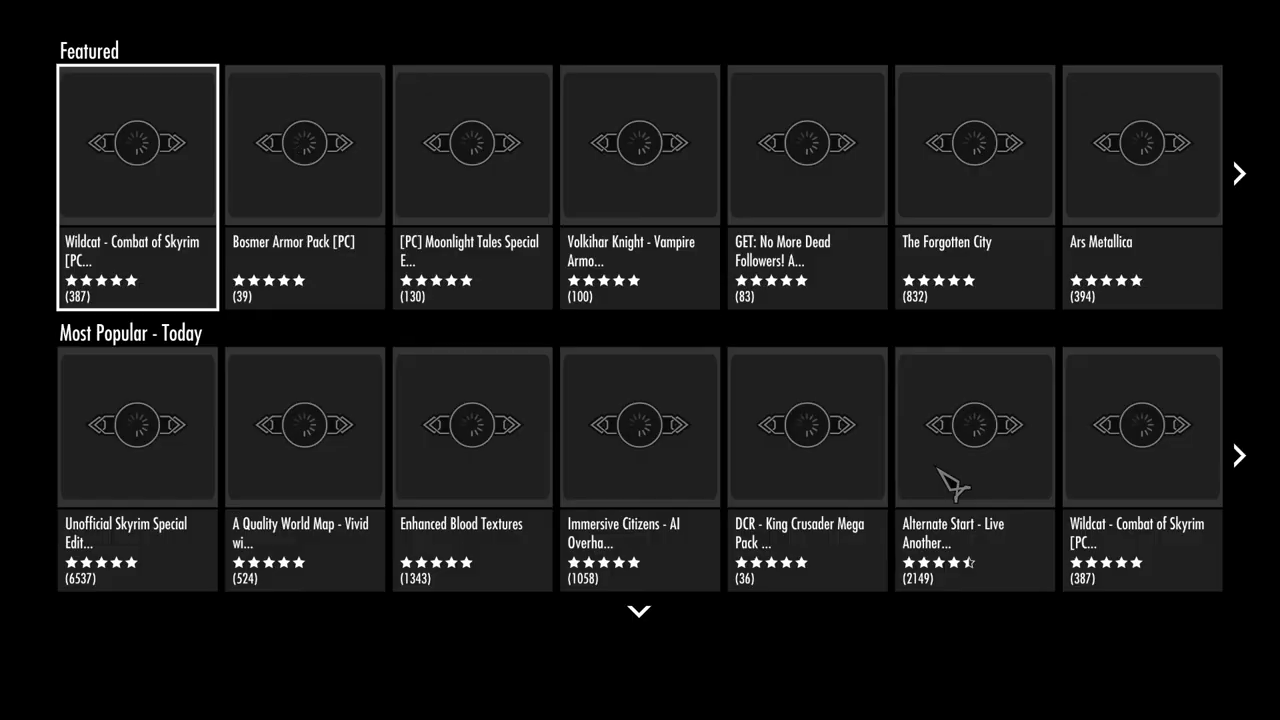 Featured
Wildcat - Combat of Skyrim
[PC...
(387)
Bosmer Armor Pack [PC]
(39)
[PC] Moonlight Tales Special
E...
(130)
Volkihar Knight - Vampire
Armo...
(100)
GET: No More Dead
Followers! A...
(83)
The Forgotten City
(832)
Ars Metallica
(394)
Most Popular - Today
Unofficial Skyrim Special
Edit...
(6537)
A Quality World Map - Vivid
wi...
(524)
Enhanced Blood Textures
(1343)
Immersive Citizens - AI
Overha...
(1058)
DCR - King Crusader Mega
Pack ...
(36)
Alternate Start - Live
Another...
(2149)
Wildcat - Combat of Skyrim
[PC...
(387)